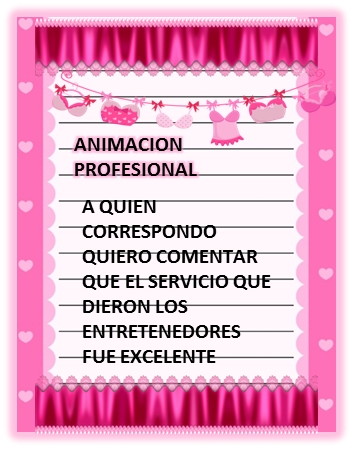 ANIMACION
PROFESIONAL
A QUIEN
CORRESPONDO
QUIERO COMENTAR
QUE EL SERVICIO QUE
DIERON LOS
ENTRETENEDORES
FUE EXCELENTE